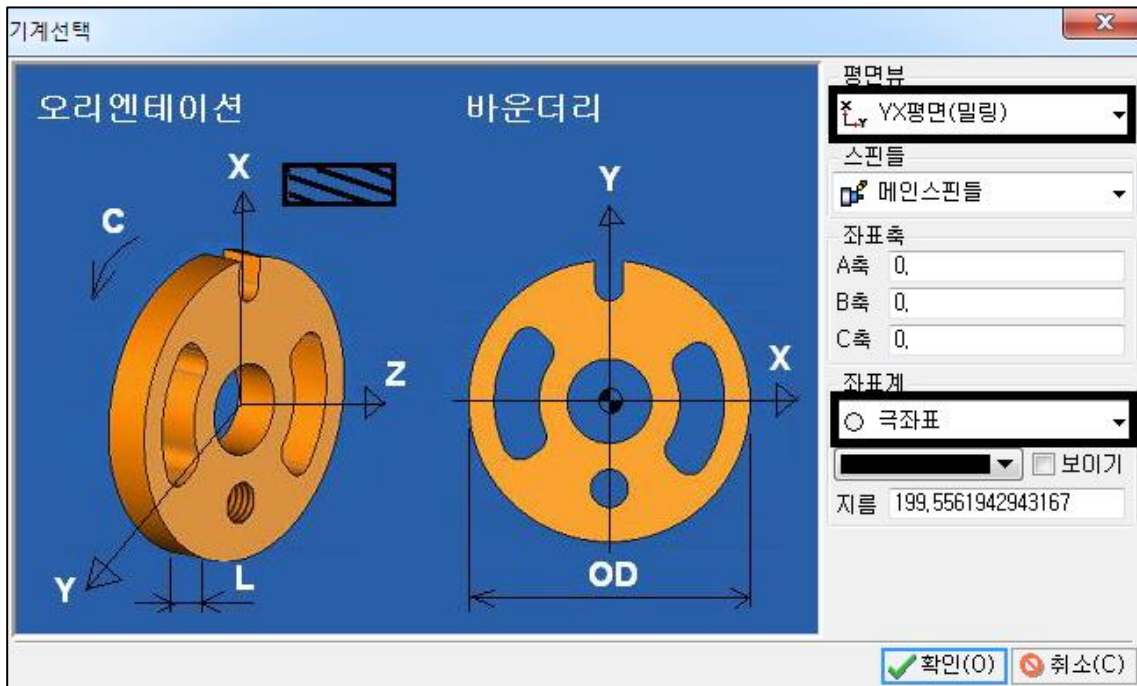 기계선택
X
오리엔테이션
바운더리
X
C
Z
Y
L
Y
X
OD
평면뷰
X
Y
YX평면(밀링)
스핀들
메인스핀들
좌표축
A축 0,
B축 0,
C축 0,
좌표계
극좌표
보이기
지름 199,5561942943167
확인(O) 취소(C)